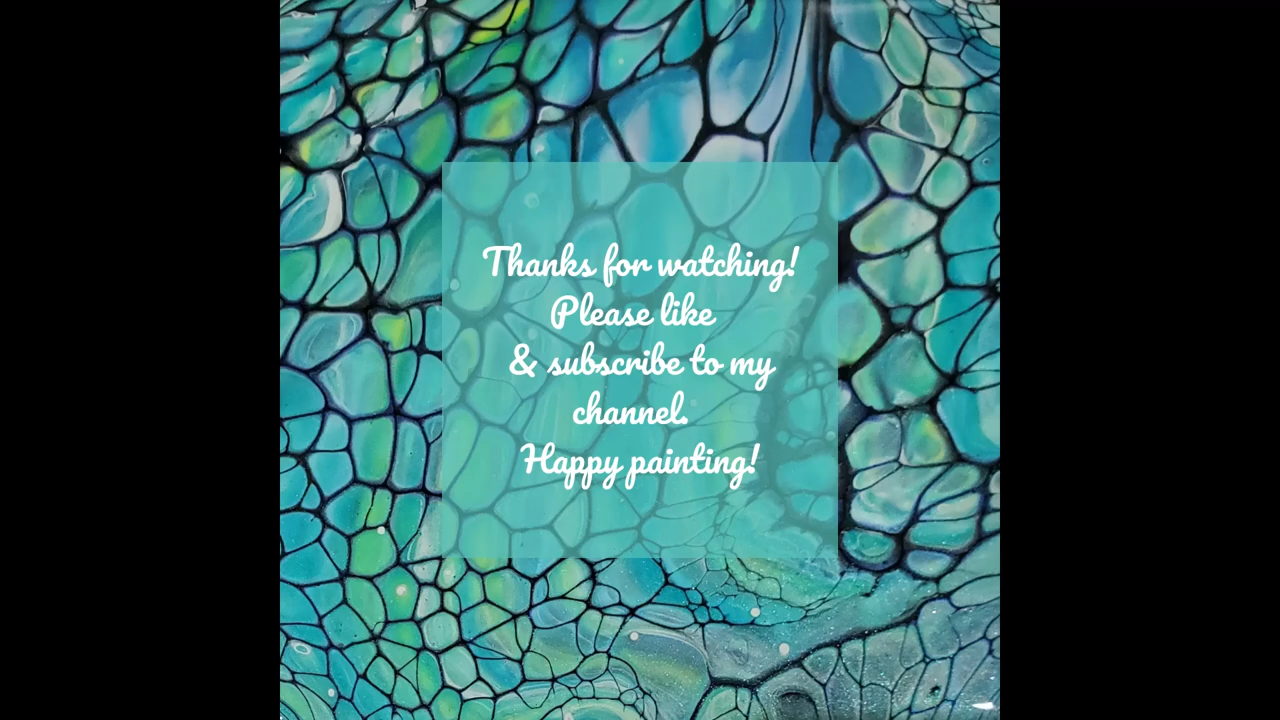 Thanks for watching!
Please like
& subscribe to my
channel.
Happy painting!